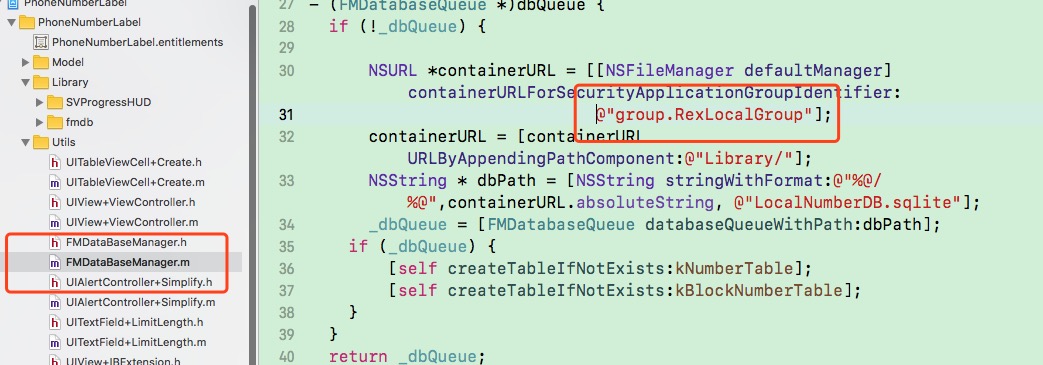 PhoneNumberLabel
PhoneNumberLabel
PhoneNumberLabel.entitlements
Model
Library
SVProgressHUD
fmdb
Utils
h UITableViewCell+Create.h
m UITableViewCell+Create.m
h UIView+ViewController.h
m UIView+ViewController.m
h FMDataBaseManager.h
m FMDataBaseManager.m
h UIAlertController+Simplify.h
m UIAlertController+Simplify.m
h UITextField+LimitLength.h
m UITextField+LimitLength.m
h UIView+IBExtension.h
27 - (FMDatabaseQueue *)dbQueue {
28 if (!_dbQueue) {
29
30 NSURL *containerURL = [[NSFileManager defaultManager]
containerURLForSecurityApplicationGroupIdentifier:
31 @"group.RexLocalGroup"];
32 containerURL = [containerURL
URLByAppendingPathComponent:@"Library/"];
33 NSString * dbPath = [NSString stringWithFormat:@"%@/
%@",containerURL.absoluteString, @"LocalNumberDB.sqlite"];
34 _dbQueue = [FMDatabaseQueue databaseQueueWithPath:dbPath];
35 if (_dbQueue) {
36 [self createTableIfNotExists:kNumberTable];
37 [self createTableIfNotExists:kBlockNumberTable];
38 }
39 }
40 return _dbQueue;